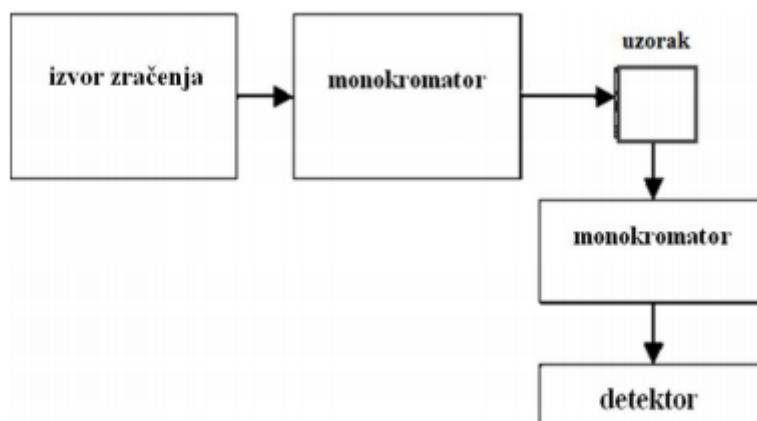 izvor zračenja
monokromator
uzorak
monokromator
detektor